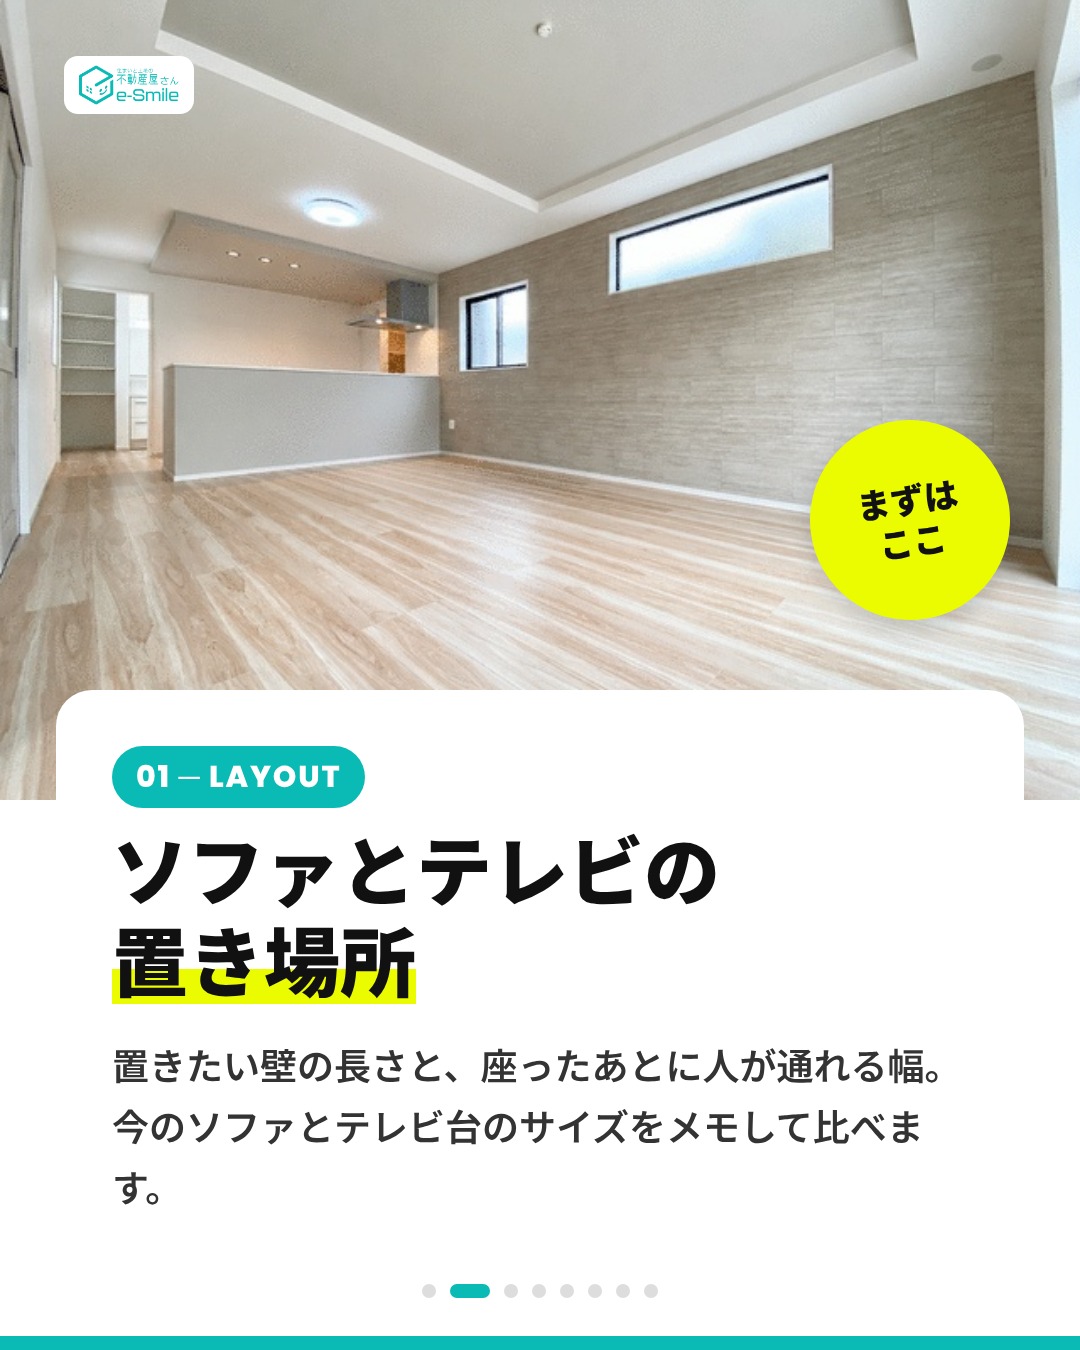 不動産屋さん
e-Smile
まずは
ここ
01 — LAYOUT
ソファとテレビの
置き場所
置きたい壁の長さと、座ったあとに人が通れる幅。
今のソファとテレビ台のサイズをメモして比べま
す。